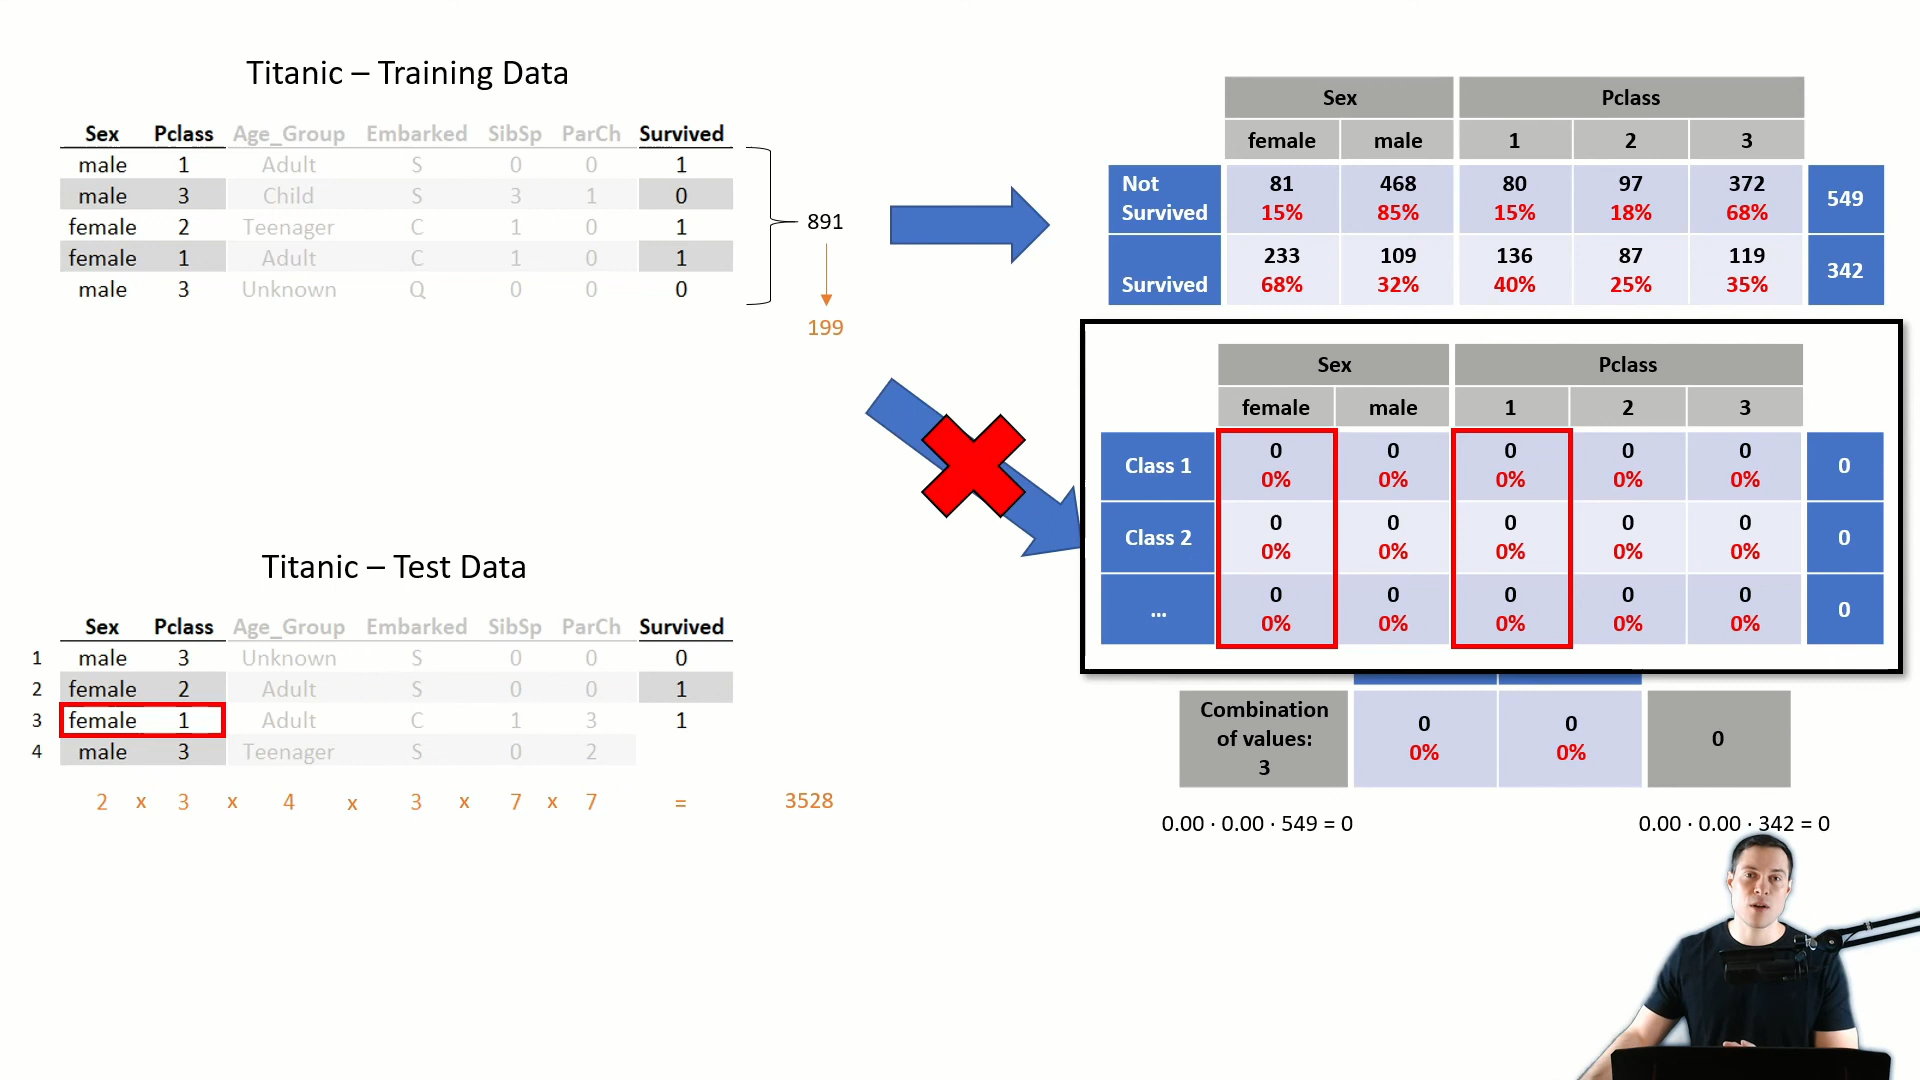 Titanic – Training Data
Sex Pclass Age_Group Embarked SibSp ParCh Survived
male 1 Adult S 0 0 1
male 3 Child S 3 1 0
female 2 Teenager C 1 0 1
female 1 Adult C 1 0 1
male 3 Unknown Q 0 0 0
891
199
Sex Pclass
female male 1 2 3
Not Survived 81 15% 468 85% 80 15% 97 18% 372 68% 549
Survived 233 68% 109 32% 136 40% 87 25% 119 35% 342
Sex Pclass
female male 1 2 3
Class 1 0 0% 0 0% 0 0% 0 0% 0 0% 0
Class 2 0 0% 0 0% 0 0% 0 0% 0 0% 0
... 0 0% 0 0% 0 0% 0 0% 0 0% 0
Combination of values: 3 0 0% 0 0% 0
0.00 · 0.00 · 549 = 0 0.00 · 0.00 · 342 = 0
Titanic – Test Data
Sex Pclass Age_Group Embarked SibSp ParCh Survived
1 male 3 Unknown S 0 0 0
2 female 2 Adult S 0 0 1
3 female 1 Adult C 1 3 1
4 male 3 Teenager S 0 2
2 x 3 x 4 x 3 x 7 x 7 = 3528